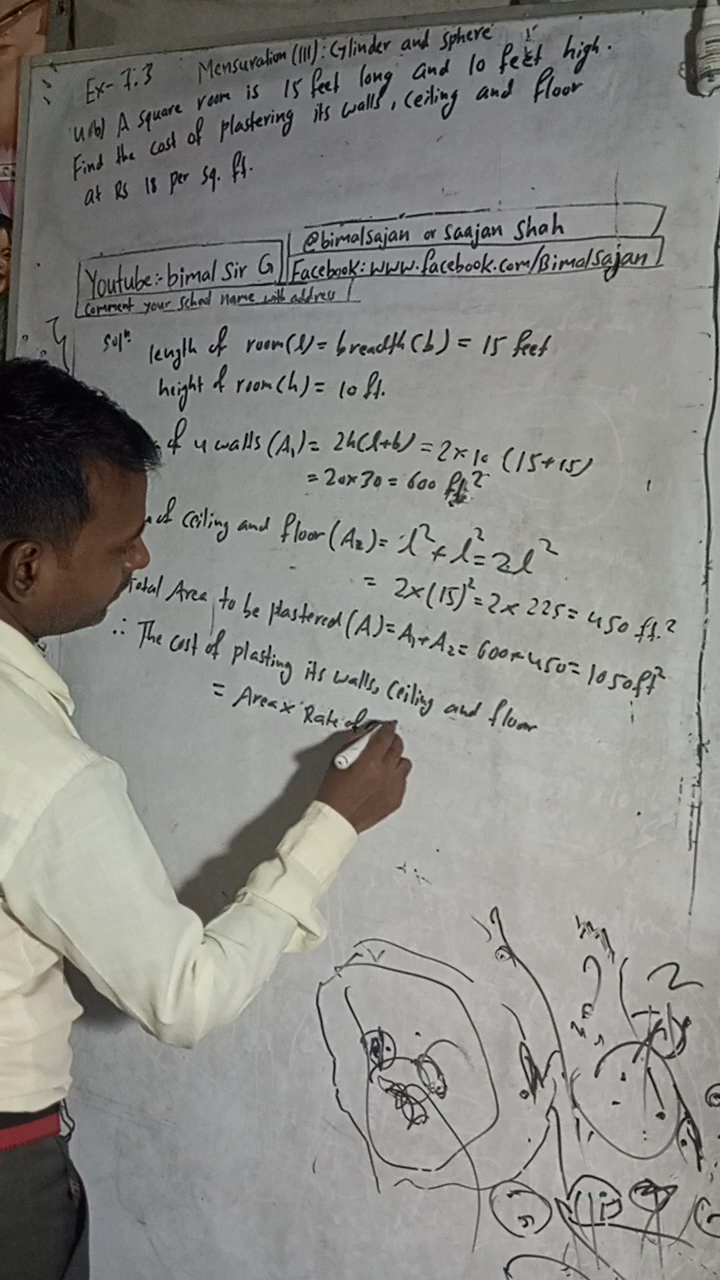 Ex- 7.3 Mensuration (III): Cylinder and Sphere
4(b) A square room is 15 feet long and 10 feet high.
Find the cost of plastering its walls, ceiling and floor
at Rs 18 per sq. ft.
@bimalsajan or Saajan Shah
Youtube:- bimal Sir G
Facebook: www.facebook.com/Bimalsajan
Comment your school name with address
Solⁿ
length of room(l) = breadth(b) = 15 feet
height of room(h) = 10 ft.
of 4 walls (A₁) = 2h(l+b) = 2×10 (15+15)
= 20×30 = 600 ft²
of ceiling and floor (A₂) = l² + l² = 2l²
= 2×(15)² = 2×225 = 450 ft.²
Total Area to be plastered (A) = A₁+A₂ = 600+450 = 1050ft²
∴ The cost of plasting its walls, ceiling and floor
= Area× Rate of